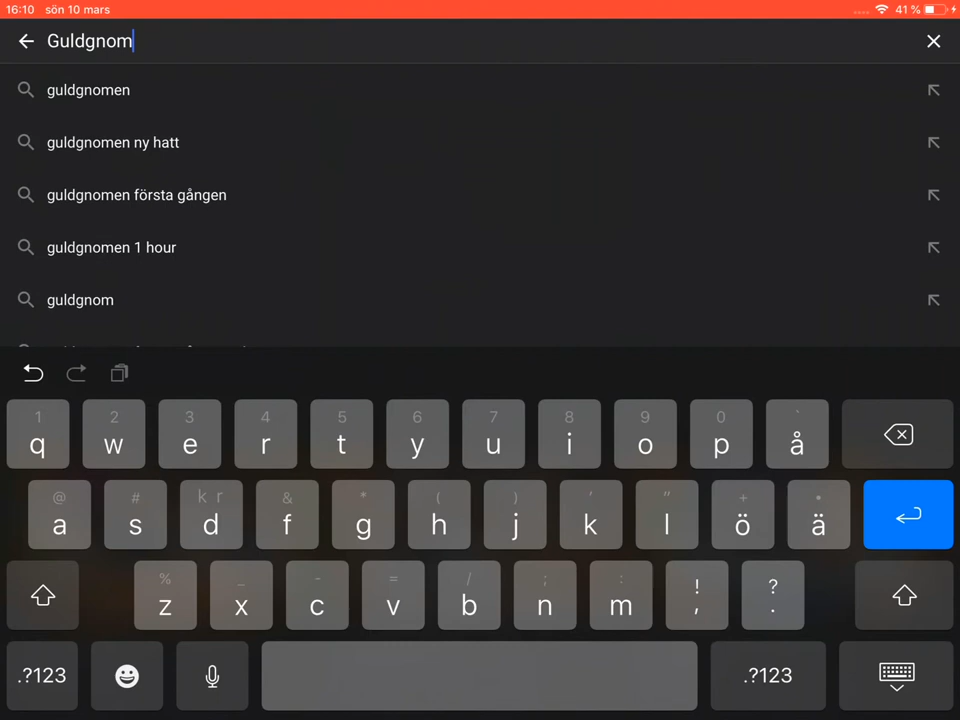 16:10 sön 10 mars 41 %
Guldgnom
guldgnomen
guldgnomen ny hatt
guldgnomen första gången
guldgnomen 1 hour
guldgnom
1 2 3 4 5 6 7 8 9 0 `
q w e r t y u i o p å
@ # k r & * ( ) ' " + •
a s d f g h j k l ö ä
% _ - = / ; : ! ?
z x c v b n m , .
.?123 .?123